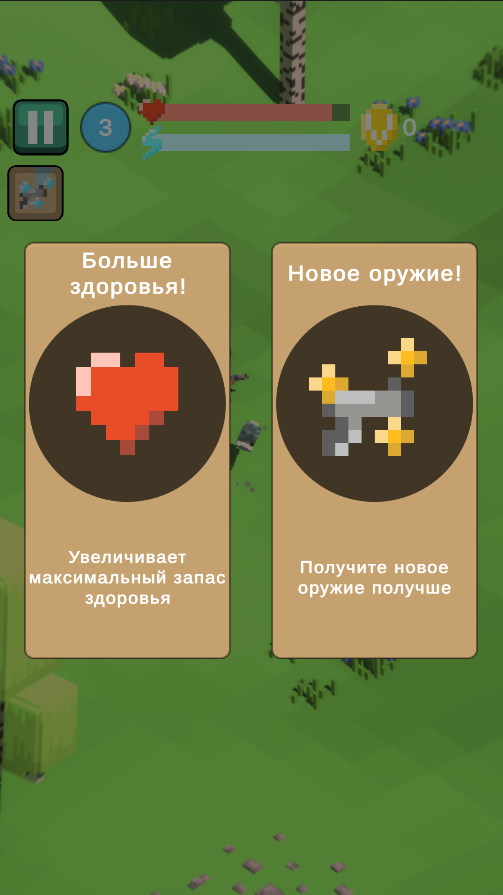 3
0
Больше
здоровья!
Новое оружие!
Увеличивает
максимальный запас
здоровья
Получите новое
оружие получше